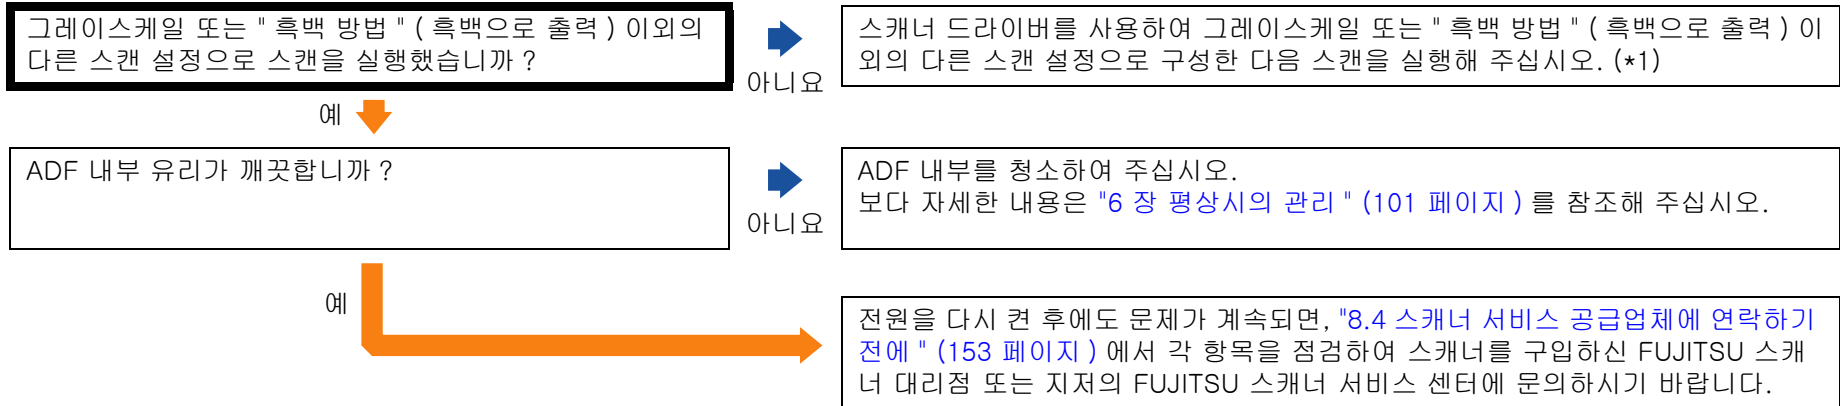 그레이스케일 또는 " 흑백 방법 " ( 흑백으로 출력 ) 이외의
다른 스캔 설정으로 스캔을 실행했습니까 ?
아니요
스캐너 드라이버를 사용하여 그레이스케일 또는 " 흑백 방법 " ( 흑백으로 출력 ) 이
외의 다른 스캔 설정으로 구성한 다음 스캔을 실행해 주십시오. (*1)
예
ADF 내부 유리가 깨끗합니까 ?
아니요
ADF 내부를 청소하여 주십시오.
보다 자세한 내용은 "6 장 평상시의 관리 " (101 페이지 ) 를 참조해 주십시오.
예
전원을 다시 켠 후에도 문제가 계속되면, "8.4 스캐너 서비스 공급업체에 연락하기
전에 " (153 페이지 ) 에서 각 항목을 점검하여 스캐너를 구입하신 FUJITSU 스캐
너 대리점 또는 지저의 FUJITSU 스캐너 서비스 센터에 문의하시기 바랍니다.